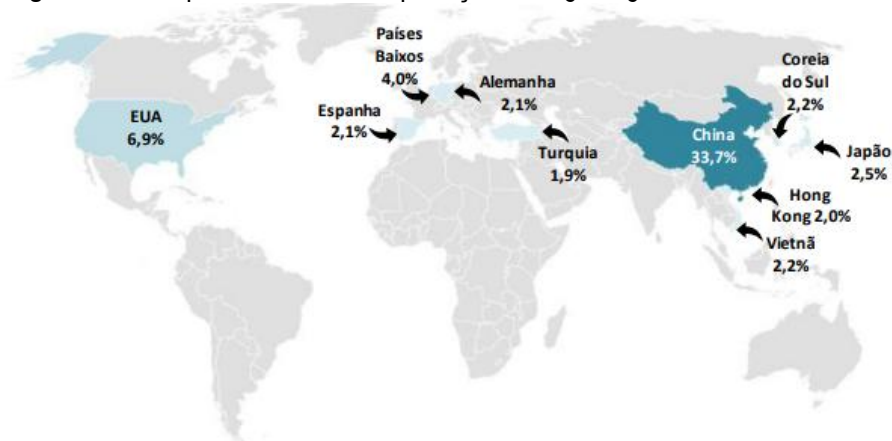 Países
Baixos
4,0%
Alemanha
2,1%
Espanha
2,1%
Turquia
1,9%
EUA
6,9%
China
33,7%
Coreia
do Sul
2,2%
Japão
2,5%
Hong
Kong 2,0%
Vietnã
2,2%